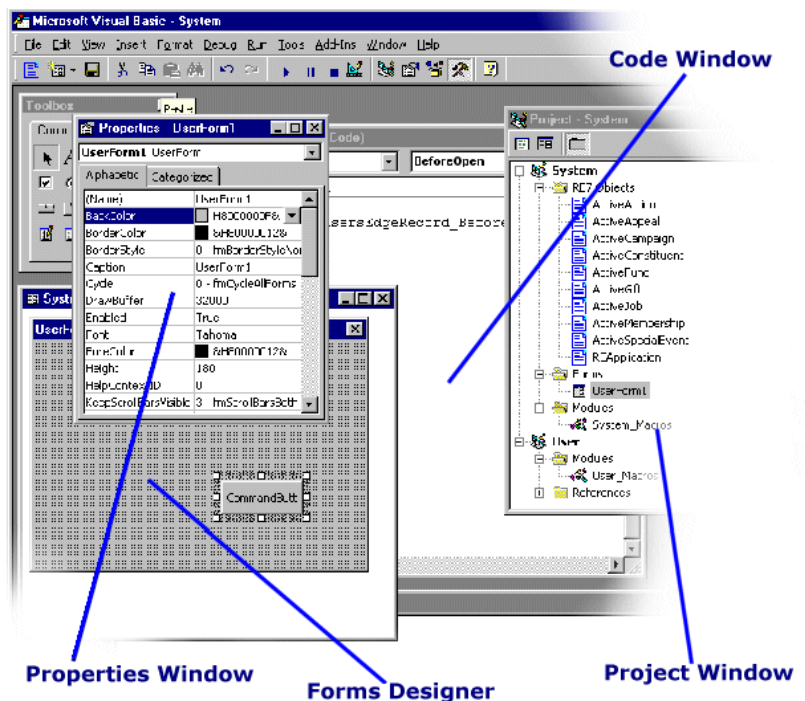 Microsoft Visual Basic - System
File Edit View Insert Format Debug Run Tools Add-Ins Window Help
Code Window
Toolbox
Properties UserForm1
Code)
Project - System
UserForm1 UserForm
BeforeOpen
Alphabetic Categorized
System
(Name) UserForm1
RE7 Objects
BackColor
ActiveAction
BorderColor
ActiveAppeal
BorderStyle
ActiveCampaign
Caption UserForm1
ActiveConstituent
Cycle 0 - fmCycleAllForms
ActiveFund
DrawBuffer 32000
ActiveGift
Enabled True
ActiveJob
Font Tahoma
ActiveMembership
ForeColor
ActiveSpecialEvent
Height 180
REApplication
HelpContextID 0
Forms
KeepScrollBarsVisible 3 fmScrollBarsBoth
UserForm1
Modules
System_Macros
User
Modules
CommandButt
User_Macros
References
Properties Window
Forms Designer
Project Window